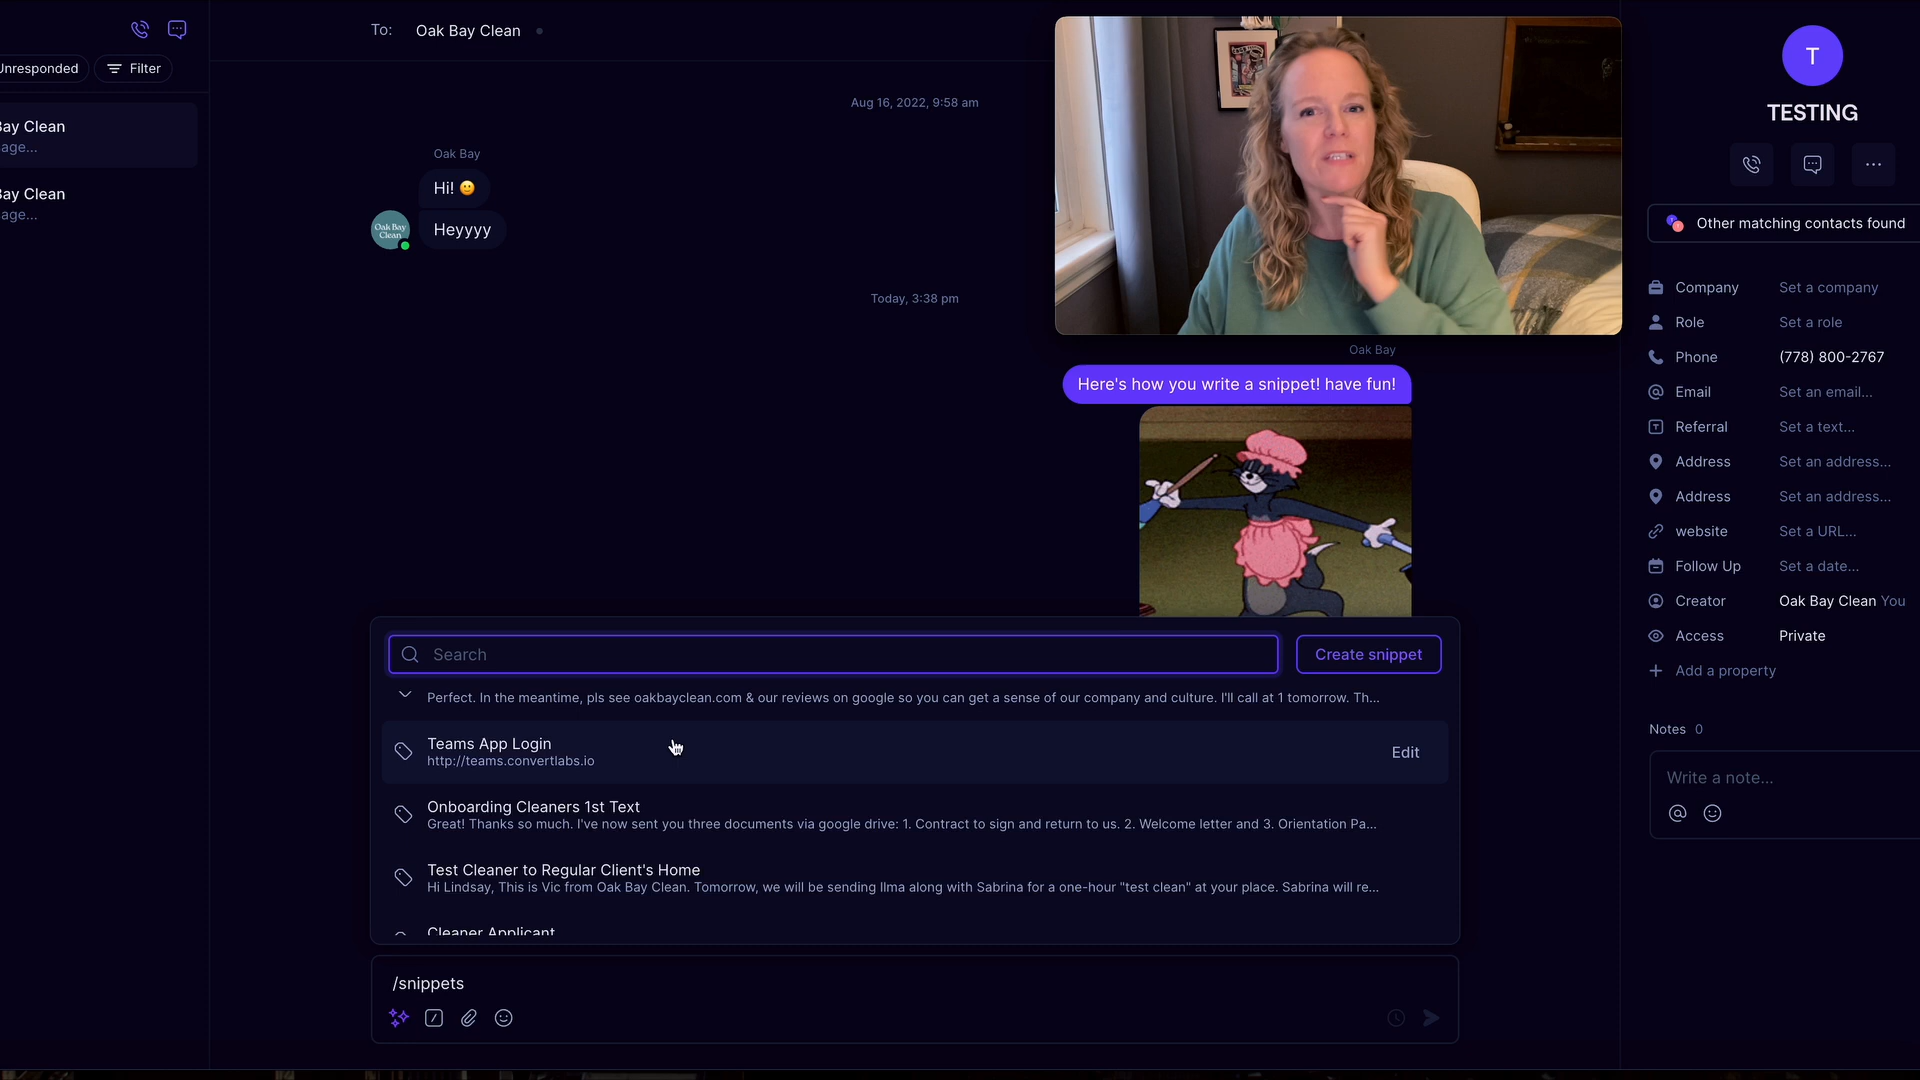 To: Oak Bay Clean
Unresponded
Filter
Bay Clean
age...
Bay Clean
age...
Aug 16, 2022, 9:58 am
Oak Bay
Hi! 🙂
Oak Bay
Clean
Heyyyy
Today, 3:38 pm
Oak Bay
Here's how you write a snippet! have fun!
Search
Create snippet
Perfect. In the meantime, pls see oakbayclean.com & our reviews on google so you can get a sense of our company and culture. I'll call at 1 tomorrow. Th...
Teams App Login
http://teams.convertlabs.io
Edit
Onboarding Cleaners 1st Text
Great! Thanks so much. I've now sent you three documents via google drive: 1. Contract to sign and return to us. 2. Welcome letter and 3. Orientation Pa...
Test Cleaner to Regular Client's Home
Hi Lindsay, This is Vic from Oak Bay Clean. Tomorrow, we will be sending Ilma along with Sabrina for a one-hour "test clean" at your place. Sabrina will re...
Cleaner Applicant
/snippets
T
TESTING
Other matching contacts found
Company Set a company
Role Set a role
Phone (778) 800-2767
Email Set an email...
Referral Set a text...
Address Set an address...
Address Set an address...
website Set a URL...
Follow Up Set a date...
Creator Oak Bay Clean You
Access Private
Add a property
Notes 0
Write a note...